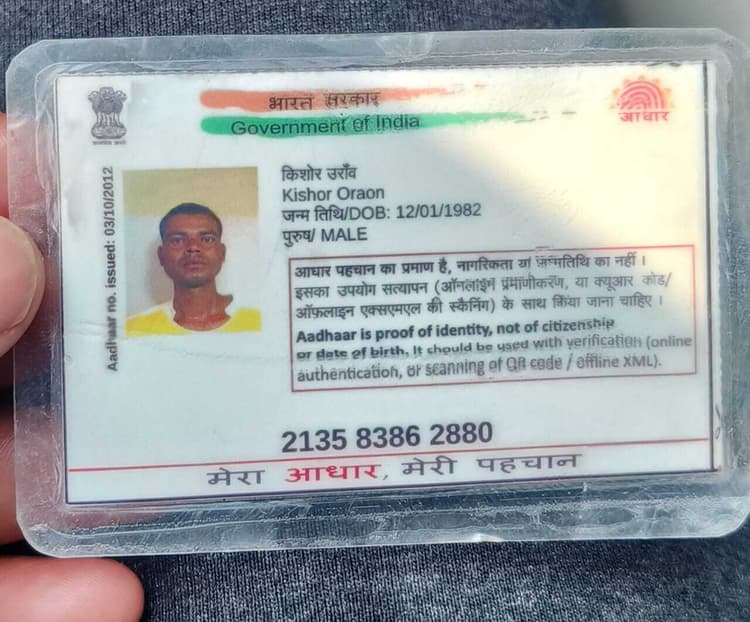 भारत सरकार
Government of India
आधार
Aadhaar no. issued: 03/10/2012
किशोर उराँव
Kishor Oraon
जन्म तिथि/DOB: 12/01/1982
पुरुष/ MALE
आधार पहचान का प्रमाण है, नागरिकता या जन्मतिथि का नहीं ।
इसका उपयोग सत्यापन (ऑनलाइन प्रमाणीकरण, या क्यूआर कोड/
ऑफ़लाइन एक्सएमएल की स्कैनिंग) के साथ किया जाना चाहिए ।
Aadhaar is proof of identity, not of citizenship
or date of birth. It should be used with verification (online
authentication, or scanning of QR code / offline XML).
2135 8386 2880
मेरा आधार, मेरी पहचान